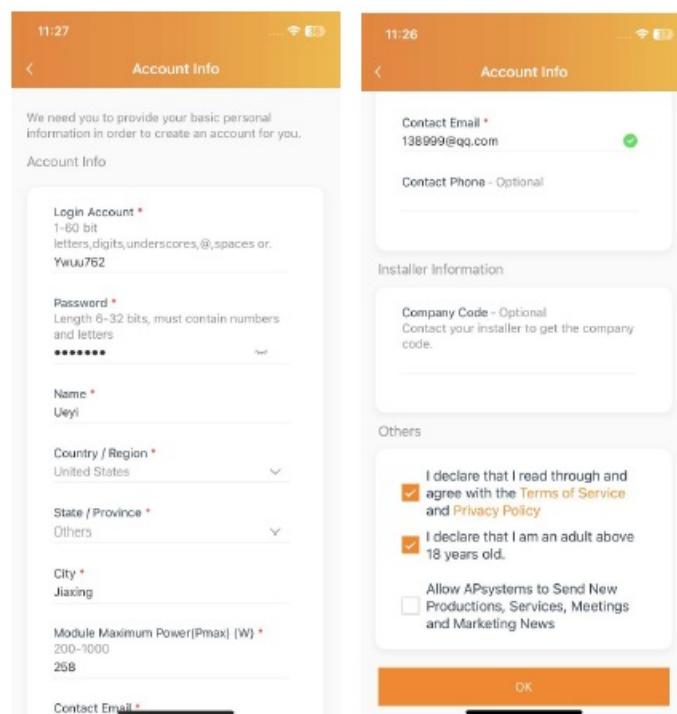 11:27
Account Info
We need you to provide your basic personal
information in order to create an account for you.
Account Info
Login Account *
1-60 bit
letters,digits,underscores,@,spaces or.
Ywuu762
Password *
Length 6-32 bits, must contain numbers
and letters
•••••••
Name *
Ueyi
Country / Region *
United States
State / Province *
Others
City *
Jiaxing
Module Maximum Power(Pmax) (W) *
200-1000
258
Contact Email *
11:26
Account Info
Contact Email *
138999@qq.com
Contact Phone - Optional
Installer Information
Company Code - Optional
Contact your installer to get the company
code.
Others
I declare that I read through and
agree with the Terms of Service
and Privacy Policy
I declare that I am an adult above
18 years old.
Allow APsystems to Send New
Productions, Services, Meetings
and Marketing News
OK